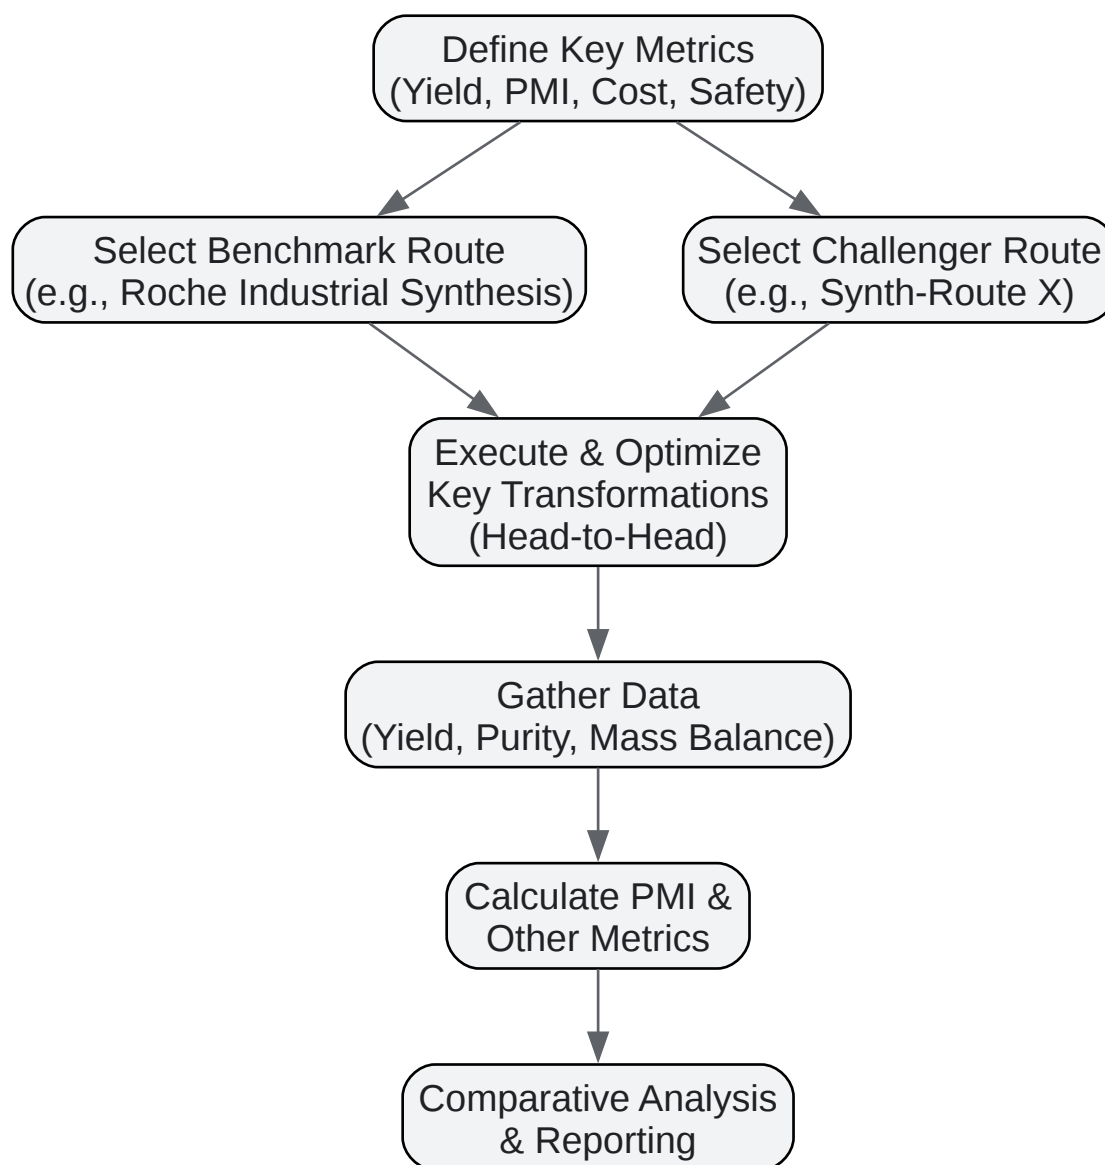 Define Key Metrics
(Yield, PMI, Cost, Safety)
Select Benchmark Route
(e.g., Roche Industrial Synthesis)
Select Challenger Route
(e.g., Synth-Route X)
Execute & Optimize
Key Transformations
(Head-to-Head)
Gather Data
(Yield, Purity, Mass Balance)
Calculate PMI &
Other Metrics
Comparative Analysis
& Reporting